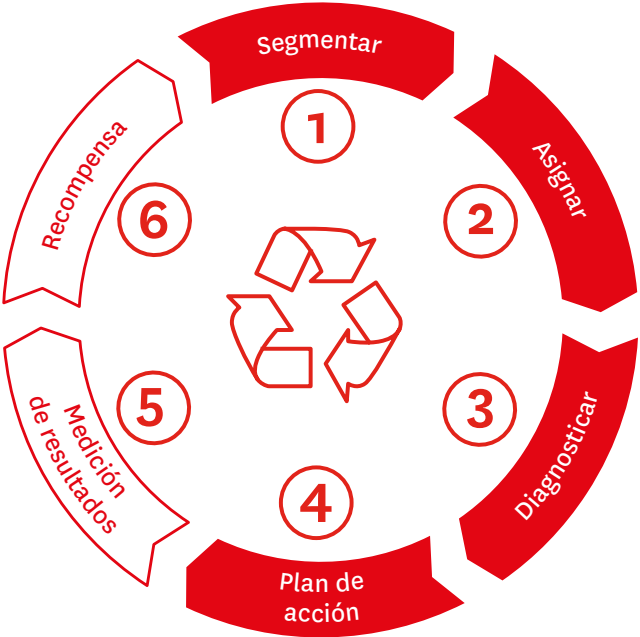 Segmentar
1
Asignar
2
Diagnosticar
3
Plan de
acción
4
Medición
de resultados
5
Recompensa
6